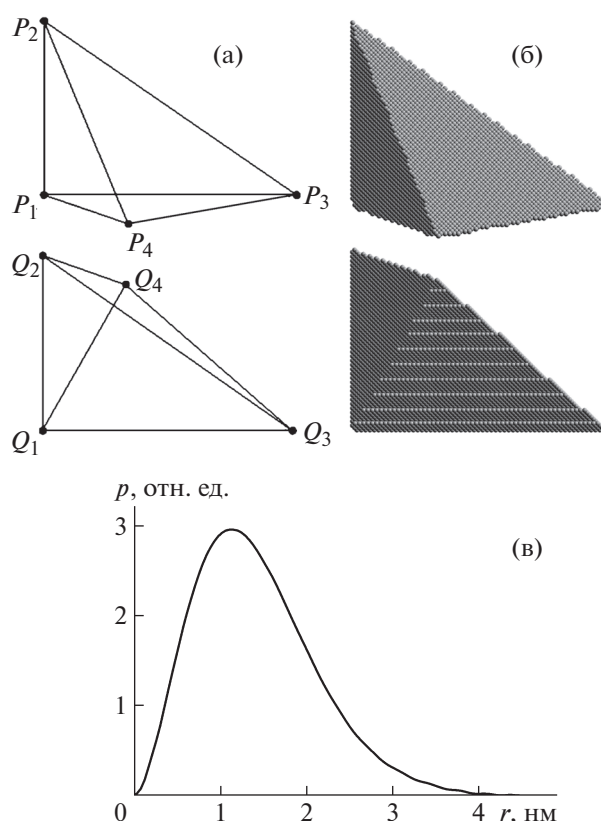 P2
(а)
(б)
P1
P3
P4
Q2
Q4
Q1
Q3
p, отн. ед.
(в)
3
2
1
0 1 2 3 4 r, нм